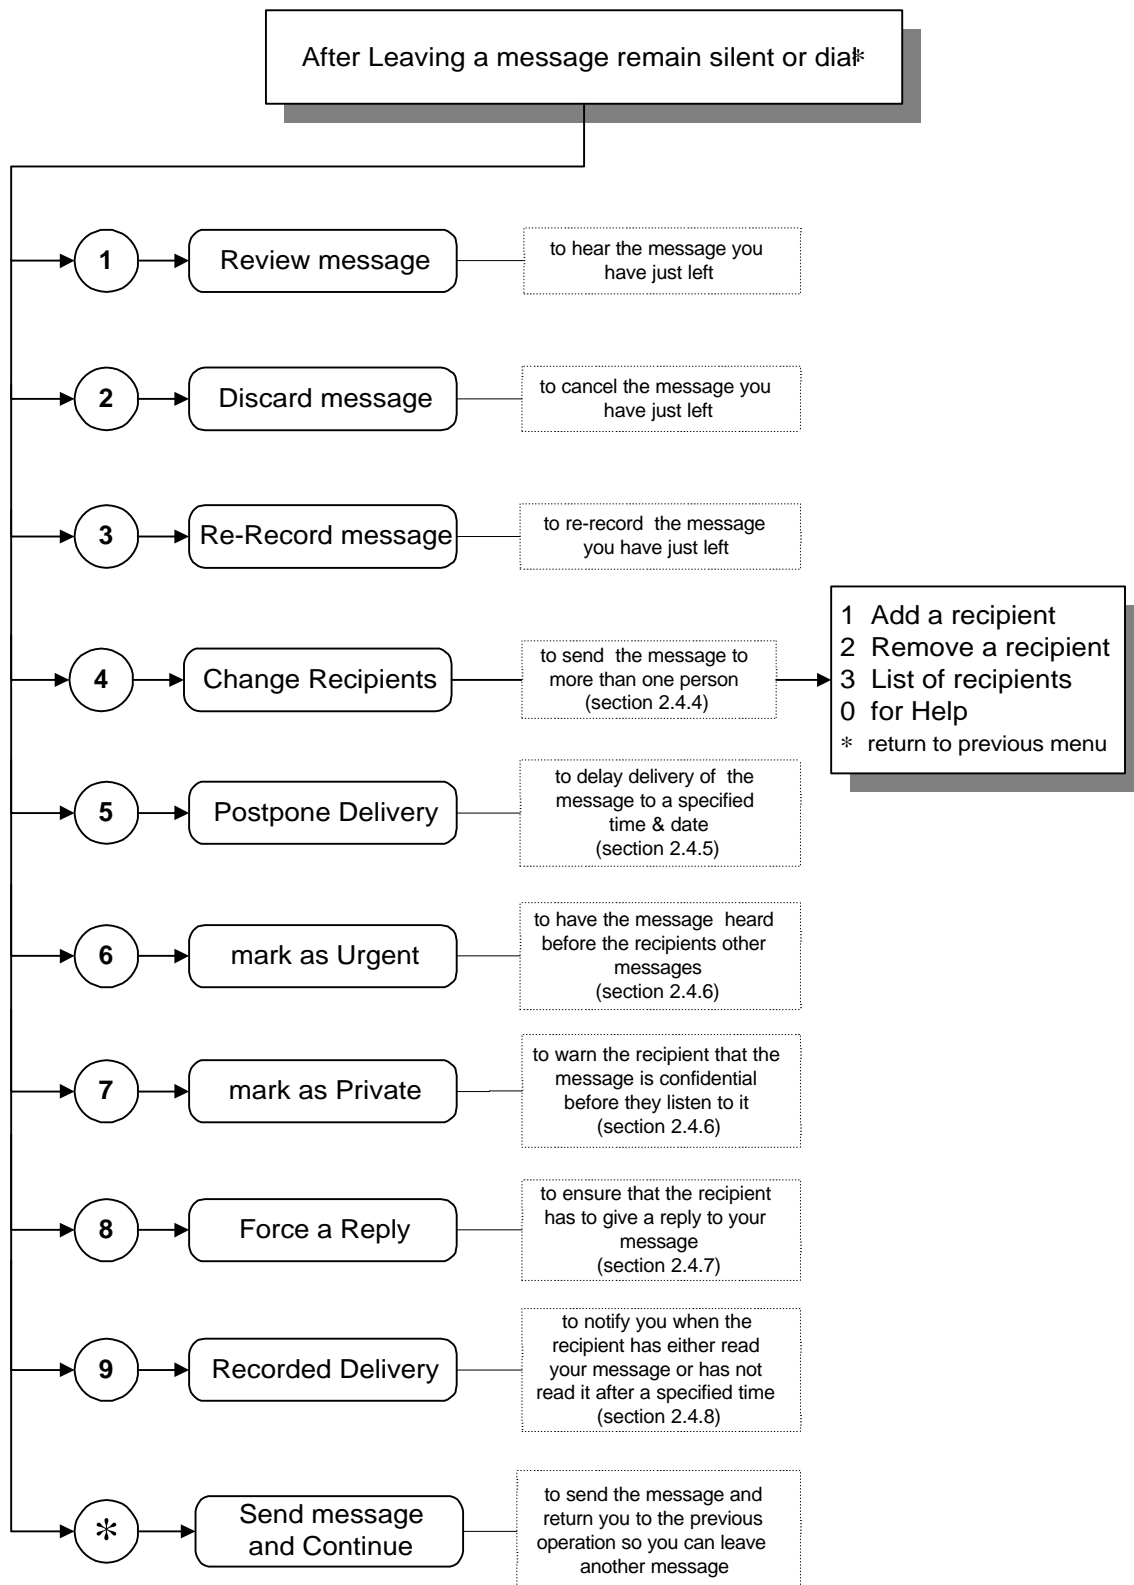 After Leaving a message remain silent or dial*
1
Review message
to hear the message you
have just left
2
Discard message
to cancel the message you
have just left
3
Re-Record message
to re-record the message
you have just left
4
Change Recipients
to send the message to
more than one person
(section 2.4.4)
1 Add a recipient
2 Remove a recipient
3 List of recipients
0 for Help
* return to previous menu
5
Postpone Delivery
to delay delivery of the
message to a specified
time & date
(section 2.4.5)
6
mark as Urgent
to have the message heard
before the recipients other
messages
(section 2.4.6)
7
mark as Private
to warn the recipient that the
message is confidential
before they listen to it
(section 2.4.6)
8
Force a Reply
to ensure that the recipient
has to give a reply to your
message
(section 2.4.7)
9
Recorded Delivery
to notify you when the
recipient has either read
your message or has not
read it after a specified time
(section 2.4.8)
*
Send message
and Continue
to send the message and
return you to the previous
operation so you can leave
another message